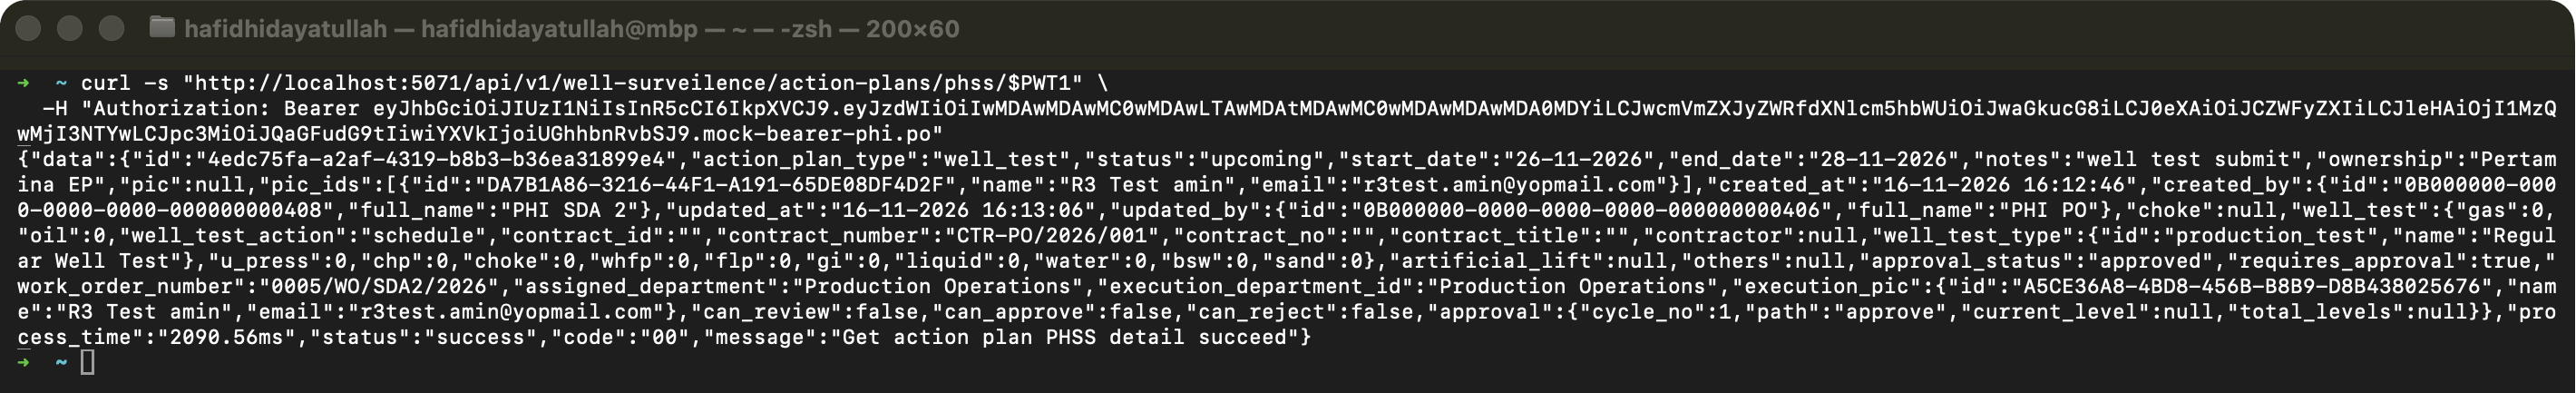 hafidhidayatullah — hafidhidayatullah@mbp — ~ — -zsh — 200×60
➜  ~ curl -s "http://localhost:5071/api/v1/well-surveilence/action-plans/phss/$PWT1" \
  -H "Authorization: Bearer eyJhbGciOiJIUzI1NiIsInR5cCI6IkpXVCJ9.eyJzdWIiOiIwMDAwMDAwMC0wMDAwLTAwMDAtMDAwMC0wMDAwMDAwMDA0MDYiLCJwcmVmZXJyZWRfdXNlcm5hbWUiOiJwaGkucG8iLCJ0eXAiOiJCZWFyZXIiLCJleHAiOjI1MzQ
wMjI3NTYwLCJpc3MiOiJQaGFudG9tIiwiYXVkIjoiUGhhbnRvbSJ9.mock-bearer-phi.po"
{"data":{"id":"4edc75fa-a2af-4319-b8b3-b36ea31899e4","action_plan_type":"well_test","status":"upcoming","start_date":"26-11-2026","end_date":"28-11-2026","notes":"well test submit","ownership":"Pertam
ina EP","pic":null,"pic_ids":[{"id":"DA7B1A86-3216-44F1-A191-65DE08DF4D2F","name":"R3 Test amin","email":"r3test.amin@yopmail.com"}],"created_at":"16-11-2026 16:12:46","created_by":{"id":"0B000000-000
0-0000-0000-000000000408","full_name":"PHI SDA 2"},"updated_at":"16-11-2026 16:13:06","updated_by":{"id":"0B000000-0000-0000-0000-000000000406","full_name":"PHI PO"},"choke":null,"well_test":{"gas":0,
"oil":0,"well_test_action":"schedule","contract_id":"","contract_number":"CTR-PO/2026/001","contract_no":"","contract_title":"","contractor":null,"well_test_type":{"id":"production_test","name":"Regul
ar Well Test"},"u_press":0,"chp":0,"choke":0,"whfp":0,"flp":0,"gi":0,"liquid":0,"water":0,"bsw":0,"sand":0},"artificial_lift":null,"others":null,"approval_status":"approved","requires_approval":true,"
work_order_number":"0005/WO/SDA2/2026","assigned_department":"Production Operations","execution_department_id":"Production Operations","execution_pic":{"id":"A5CE36A8-4BD8-456B-B8B9-D8B438025676","nam
e":"R3 Test amin","email":"r3test.amin@yopmail.com"},"can_review":false,"can_approve":false,"can_reject":false,"approval":{"cycle_no":1,"path":"approve","current_level":null,"total_levels":null}},"pro
cess_time":"2090.56ms","status":"success","code":"00","message":"Get action plan PHSS detail succeed"}
➜  ~